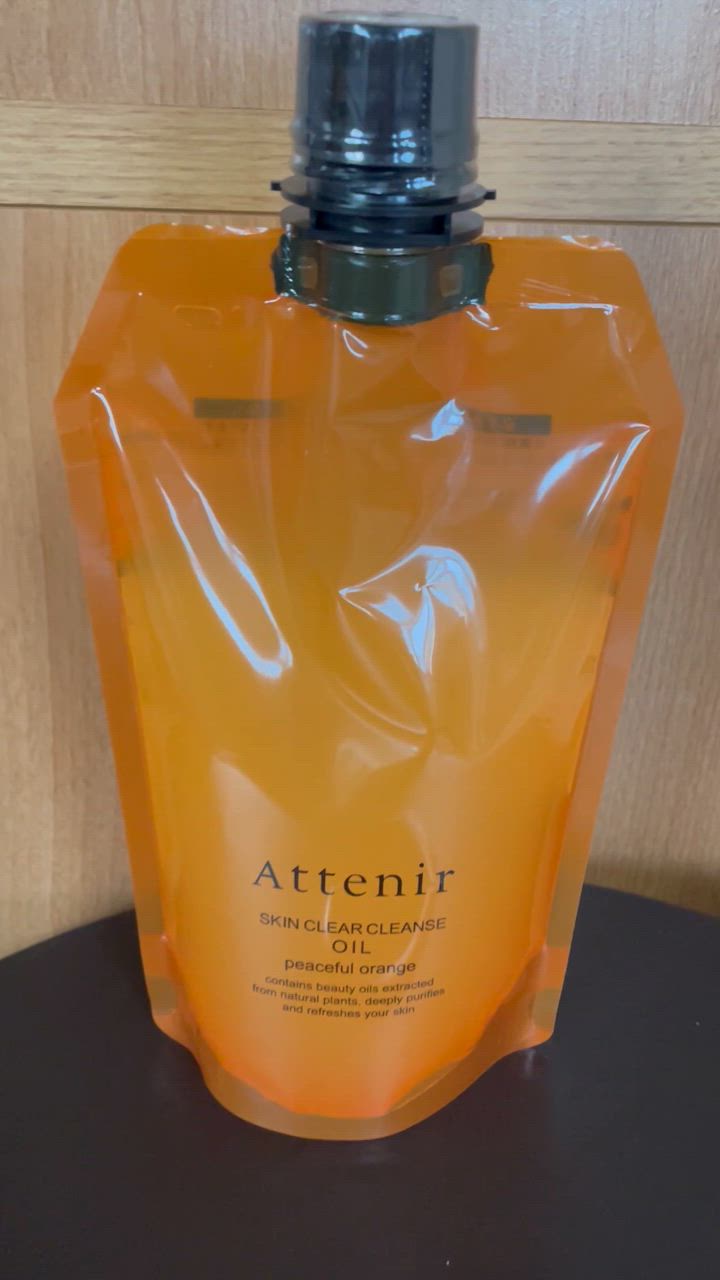 Attenir
SKIN CLEAR CLEANSE
OIL
peaceful orange
contains beauty oils extracted
from natural plants, deeply purifies
and refreshes your skin